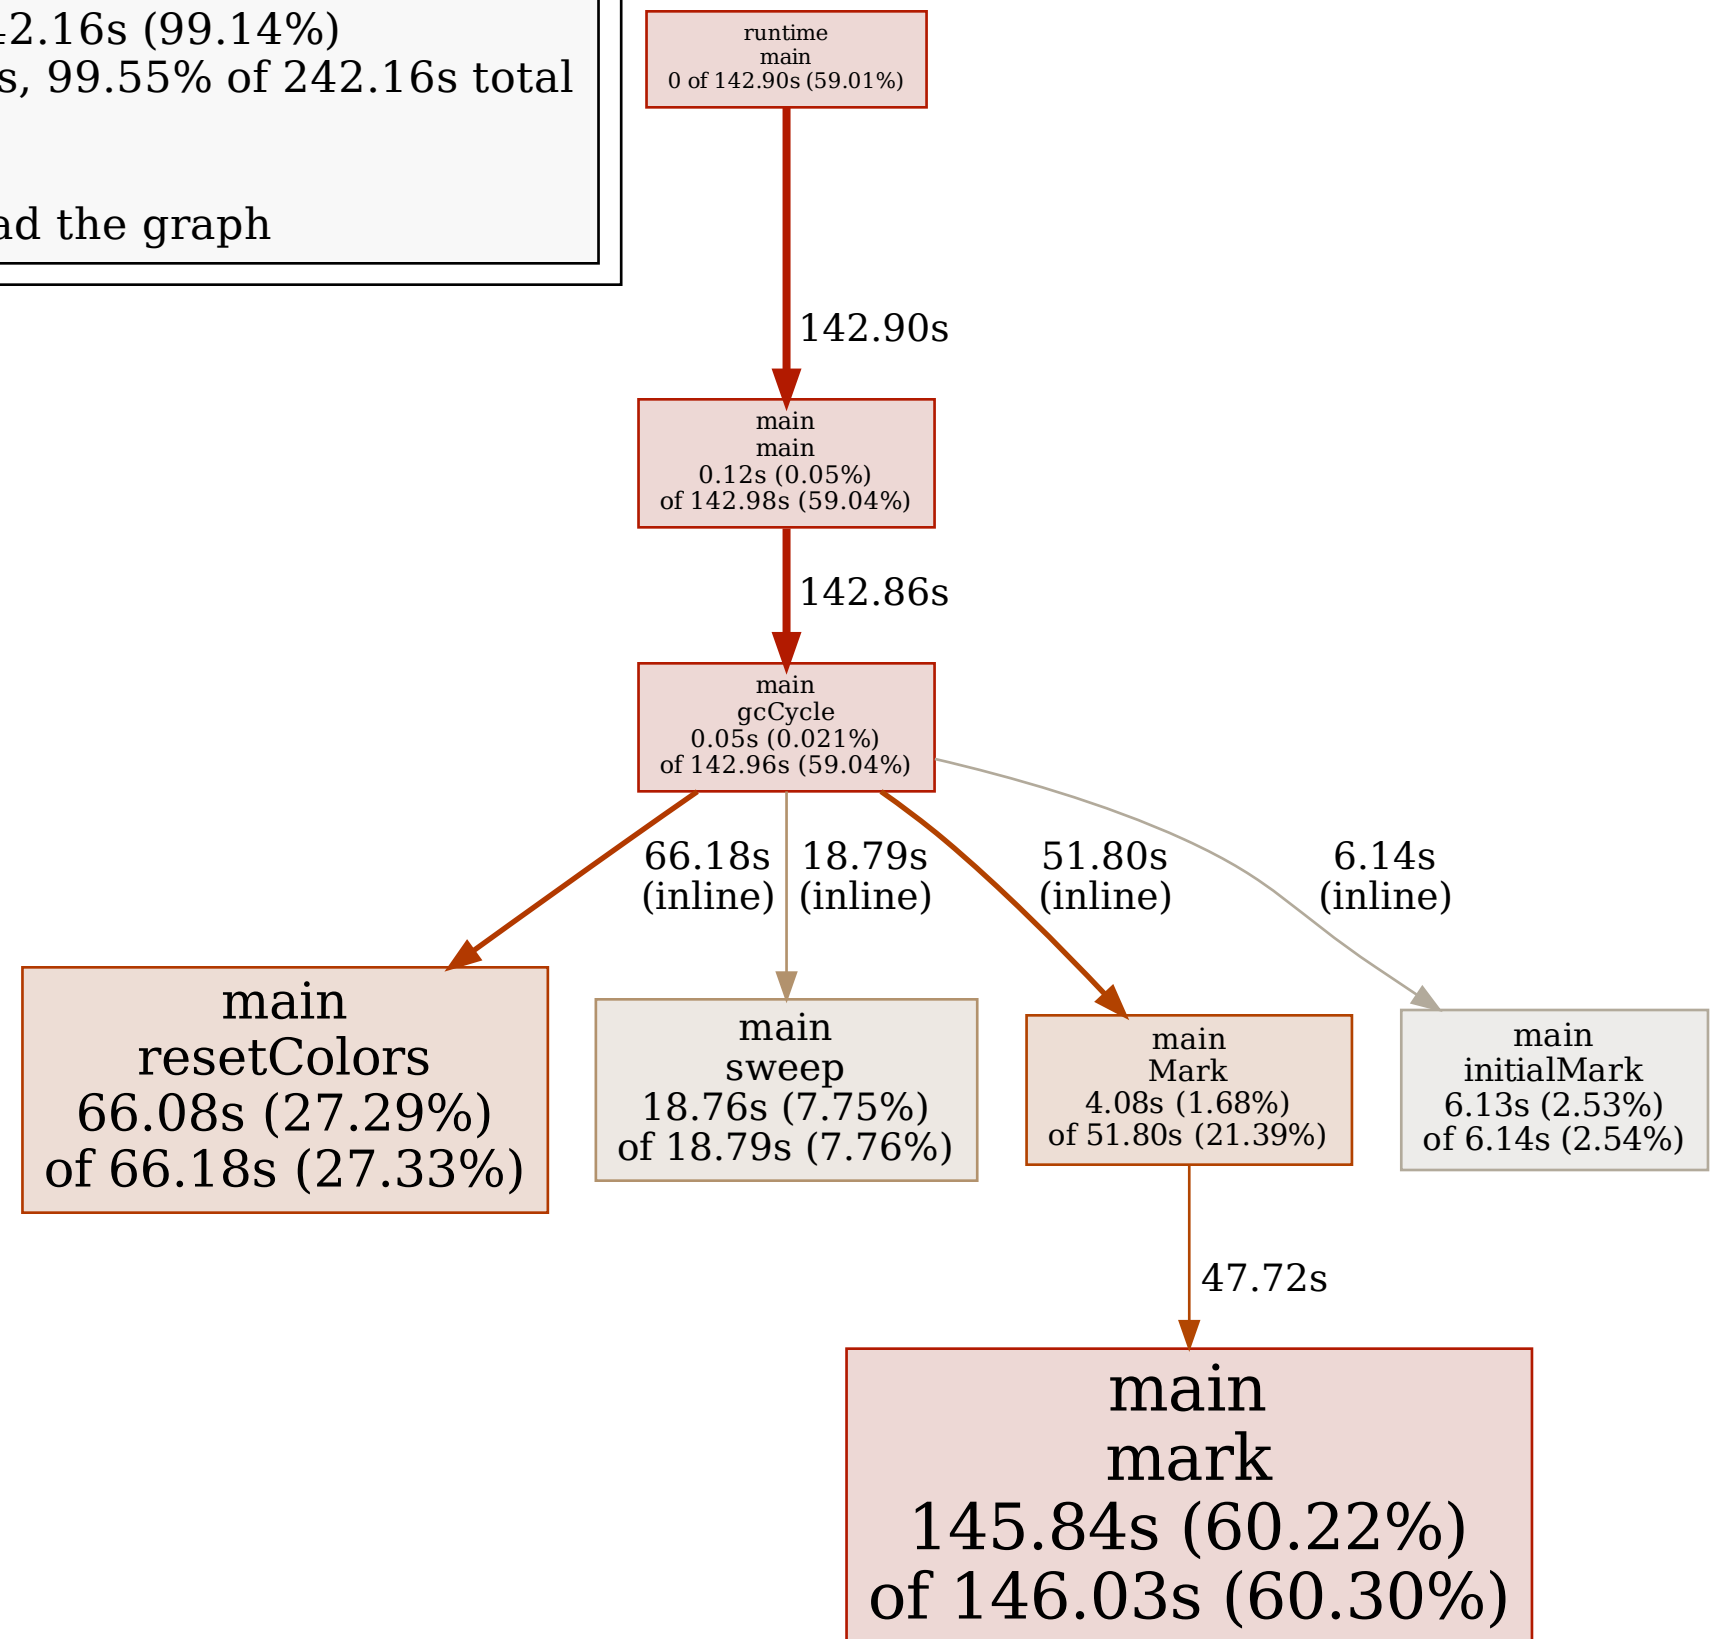 42.16s (99.14%)
s, 99.55% of 242.16s total
ad the graph
runtime
main
0 of 142.90s (59.01%)
142.90s
main
main
0.12s (0.05%)
of 142.98s (59.04%)
142.86s
main
gcCycle
0.05s (0.021%)
of 142.96s (59.04%)
66.18s
(inline)
18.79s
(inline)
51.80s
(inline)
6.14s
(inline)
main
resetColors
66.08s (27.29%)
of 66.18s (27.33%)
main
sweep
18.76s (7.75%)
of 18.79s (7.76%)
main
Mark
4.08s (1.68%)
of 51.80s (21.39%)
main
initialMark
6.13s (2.53%)
of 6.14s (2.54%)
47.72s
main
mark
145.84s (60.22%)
of 146.03s (60.30%)